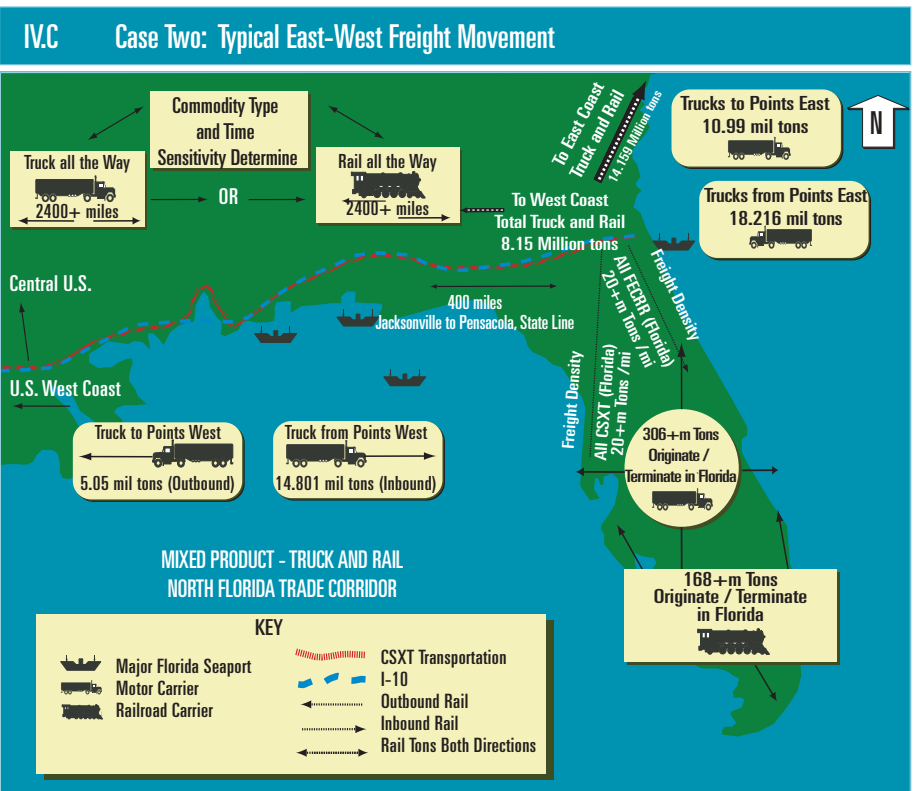 IV.C Case Two: Typical East-West Freight Movement
Commodity Type
and Time
Sensitivity Determine
Truck all the Way
2400+ miles
OR
Rail all the Way
2400+ miles
To East Coast
Truck and Rail
14.159 Million tons
Trucks to Points East
10.99 mil tons
N
Trucks from Points East
18.216 mil tons
To West Coast
Total Truck and Rail
8.15 Million tons
Central U.S.
400 miles
Jacksonville to Pensacola, State Line
Freight Density
All FECRR (Florida)
20+m Tons /mi
Freight Density
All CSXT (Florida)
20+m Tons /mi
U.S. West Coast
Truck to Points West
5.05 mil tons (Outbound)
Truck from Points West
14.801 mil tons (Inbound)
306+m Tons
Originate /
Terminate in Florida
168+m Tons
Originate / Terminate
in Florida
MIXED PRODUCT - TRUCK AND RAIL
NORTH FLORIDA TRADE CORRIDOR
KEY
Major Florida Seaport
Motor Carrier
Railroad Carrier
CSXT Transportation
I-10
Outbound Rail
Inbound Rail
Rail Tons Both Directions